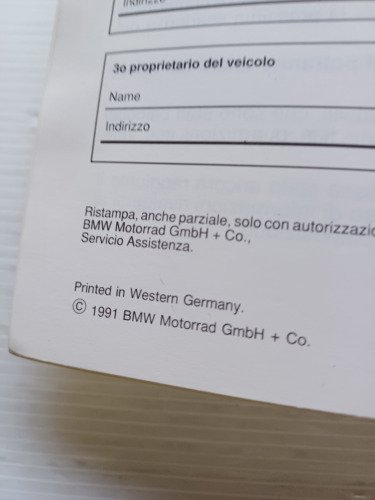 Indirizzo
3o proprietario del veicolo
Name
Indirizzo
Ristampa, anche parziale, solo con
BMW Motorrad GmbH + Co.,
Servicio Assistenza.
Printed in Western Germany.
© 1991 BMW Motorrad GmbH + Co.